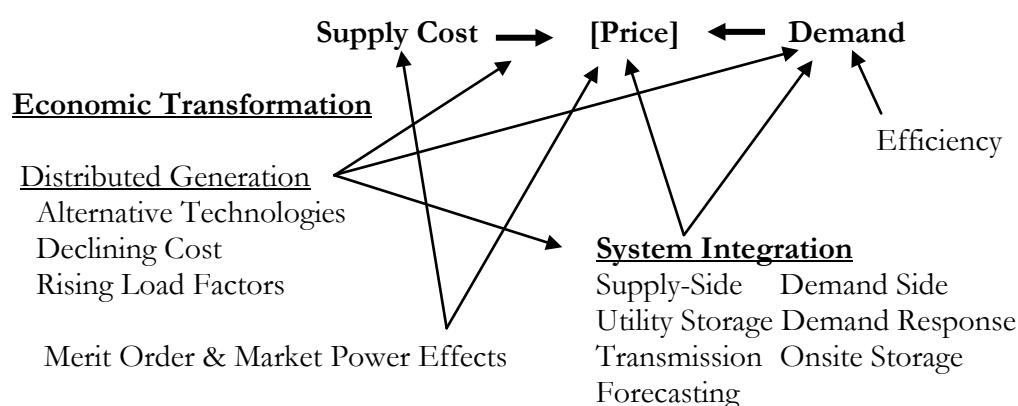 Supply Cost [Price] Demand
Economic Transformation
Efficiency
Distributed Generation
Alternative Technologies
Declining Cost
Rising Load Factors
Merit Order & Market Power Effects
System Integration
Supply-Side Demand Side
Utility Storage Demand Response
Transmission Onsite Storage
Forecasting